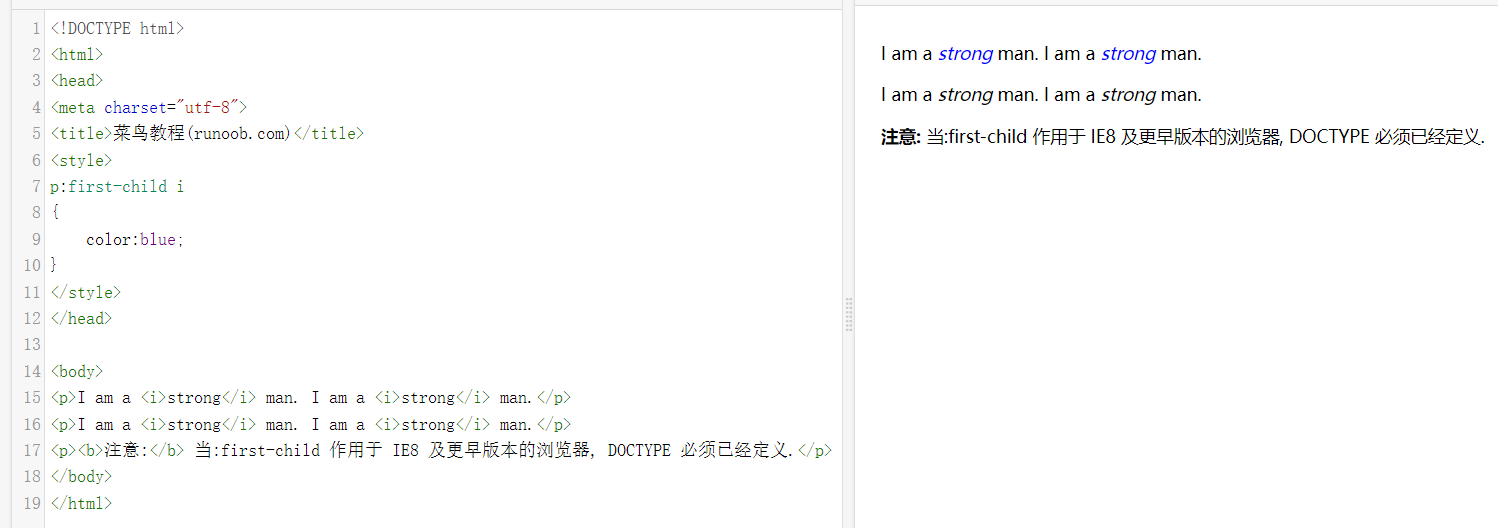 1 <!DOCTYPE html>
2 <html>
3 <head>
4 <meta charset="utf-8">
5 <title>菜鸟教程(runoob.com)</title>
6 <style>
7 p:first-child i
8 {
9     color:blue;
10 }
11 </style>
12 </head>
13
14 <body>
15 <p>I am a <i>strong</i> man. I am a <i>strong</i> man.</p>
16 <p>I am a <i>strong</i> man. I am a <i>strong</i> man.</p>
17 <p><b>注意:</b> 当:first-child 作用于 IE8 及更早版本的浏览器, DOCTYPE 必须已经定义.</p>
18 </body>
19 </html>
I am a strong man. I am a strong man.
I am a strong man. I am a strong man.
注意: 当:first-child 作用于 IE8 及更早版本的浏览器, DOCTYPE 必须已经定义.